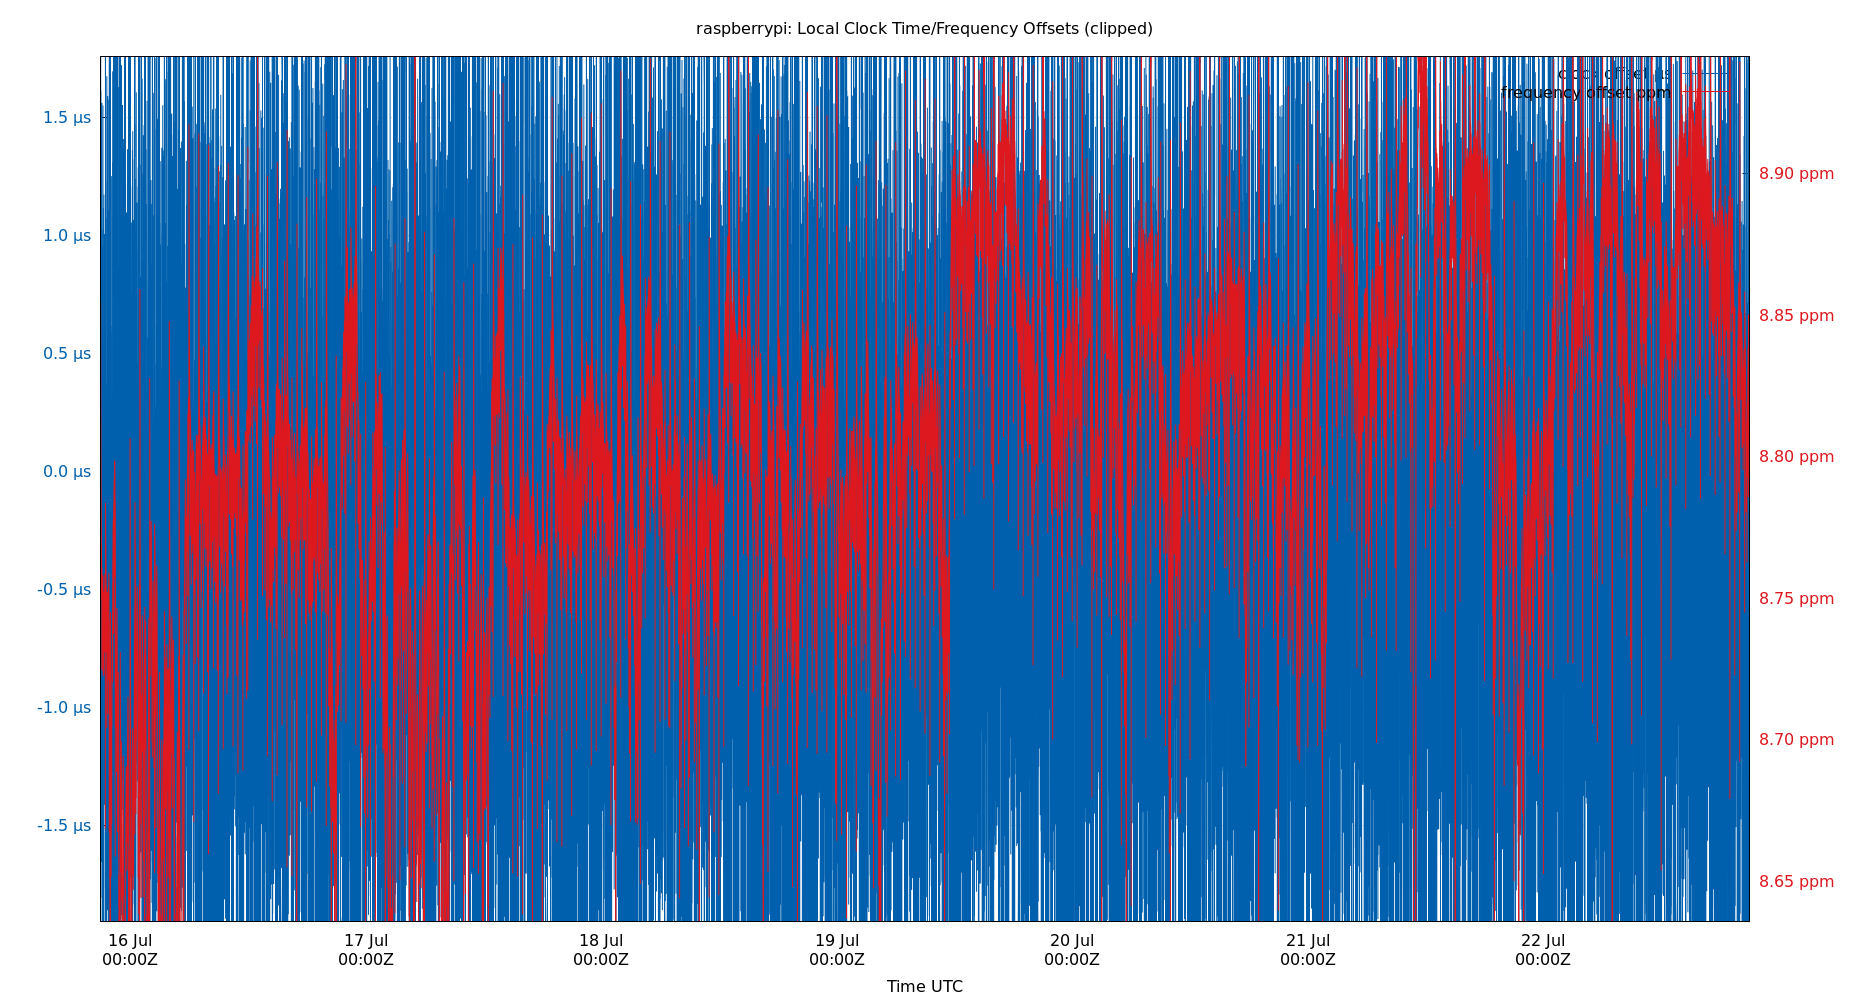 raspberrypi: Local Clock Time/Frequency Offsets (clipped)
clock offset µs
frequency offset ppm
1.5 µs
1.0 µs
0.5 µs
0.0 µs
-0.5 µs
-1.0 µs
-1.5 µs
8.90 ppm
8.85 ppm
8.80 ppm
8.75 ppm
8.70 ppm
8.65 ppm
16 Jul 17 Jul 18 Jul 19 Jul 20 Jul 21 Jul 22 Jul
00:00Z 00:00Z 00:00Z 00:00Z 00:00Z 00:00Z 00:00Z
Time UTC